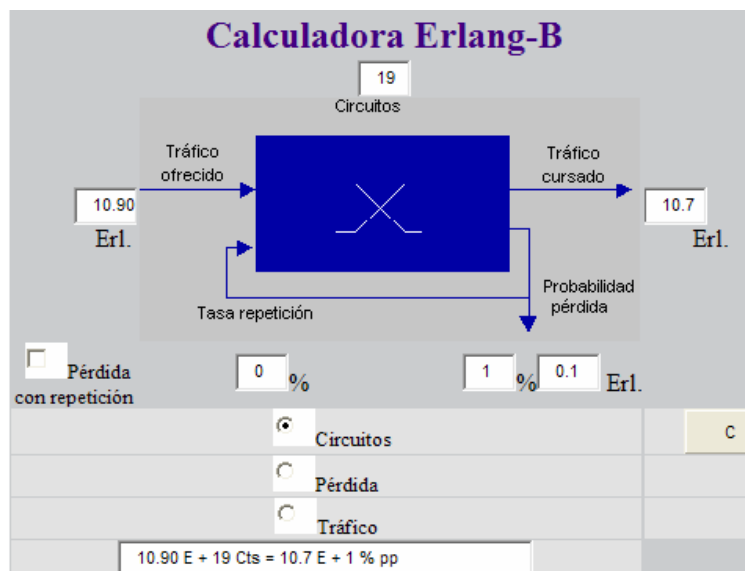 Calculadora Erlang-B
19
Circuitos
Tráfico
ofrecido
Tráfico
cursado
10.90
Erl.
10.7
Erl.
Tasa repetición
Probabilidad
pérdida
Pérdida
con repetición
0
%
1
%
0.1
Erl.
Circuitos
C
Pérdida
Tráfico
10.90 E + 19 Cts = 10.7 E + 1 % pp